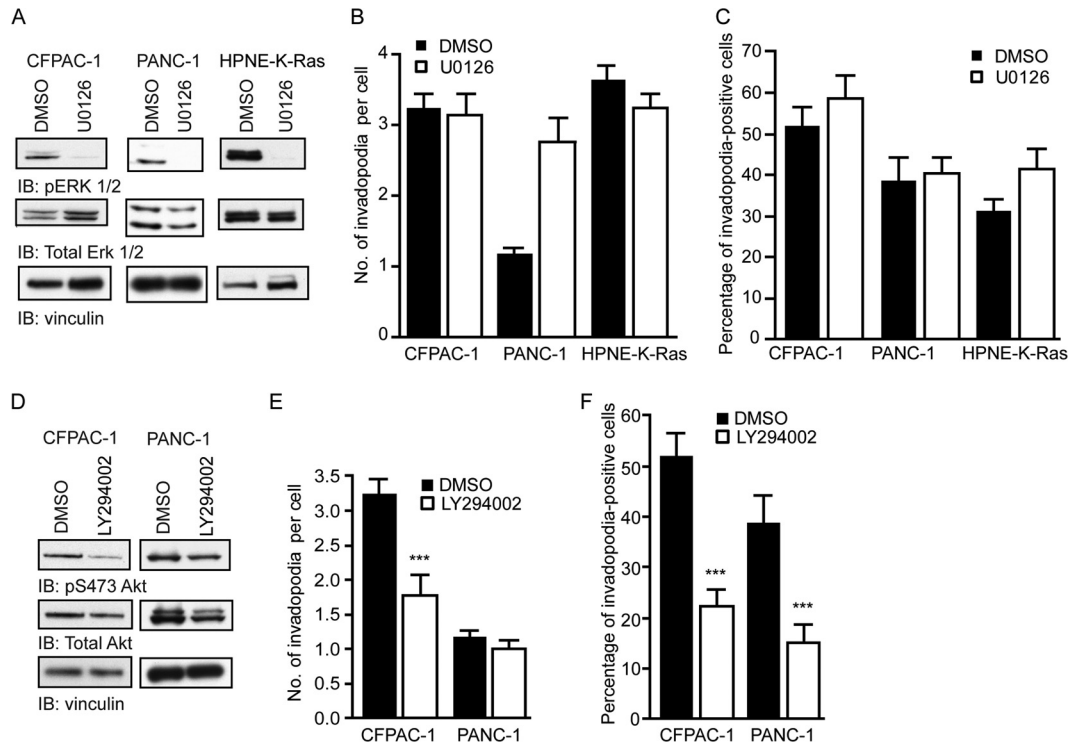 A
CFPAC-1 PANC-1 HPNE-K-Ras
DMSO U0126 DMSO U0126 DMSO U0126
IB: pERK 1/2
IB: Total Erk 1/2
IB: vinculin
B
DMSO
U0126
No. of invadopodia per cell
4
3
2
1
0
CFPAC-1 PANC-1 HPNE-K-Ras
C
DMSO
U0126
Percentage of invadopodia-positive cells
70
60
50
40
30
20
10
0
CFPAC-1 PANC-1 HPNE-K-Ras
D
CFPAC-1 PANC-1
DMSO LY294002 DMSO LY294002
IB: pS473 Akt
IB: Total Akt
IB: vinculin
E
DMSO
LY294002
No. of invadopodia per cell
3.5
3.0
2.5
2.0
1.5
1.0
0.5
0.0
***
CFPAC-1 PANC-1
F
DMSO
LY294002
Percentage of invadopodia-positive cells
60
50
40
30
20
10
0
***
***
CFPAC-1 PANC-1